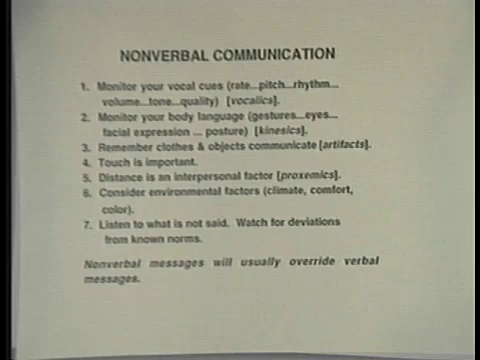 NONVERBAL COMMUNICATION
1. Monitor your vocal cues (rate...pitch...rhythm...
volume...tone...quality) [vocalics].
2. Monitor your body language (gestures...eyes...
facial expression ... posture) [kinesics].
3. Remember clothes & objects communicate [artifacts].
4. Touch is important.
5. Distance is an interpersonal factor [proxemics].
6. Consider environmental factors (climate, comfort,
color).
7. Listen to what is not said. Watch for deviations
from known norms.
Nonverbal messages will usually override verbal
messages.